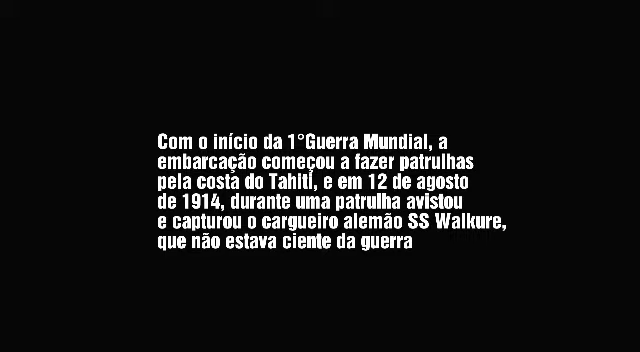 Com o início da 1°Guerra Mundial, a
embarcação começou a fazer patrulhas
pela costa do Tahiti, e em 12 de agosto
de 1914, durante uma patrulha avistou
e capturou o cargueiro alemão SS Walkure,
que não estava ciente da guerra